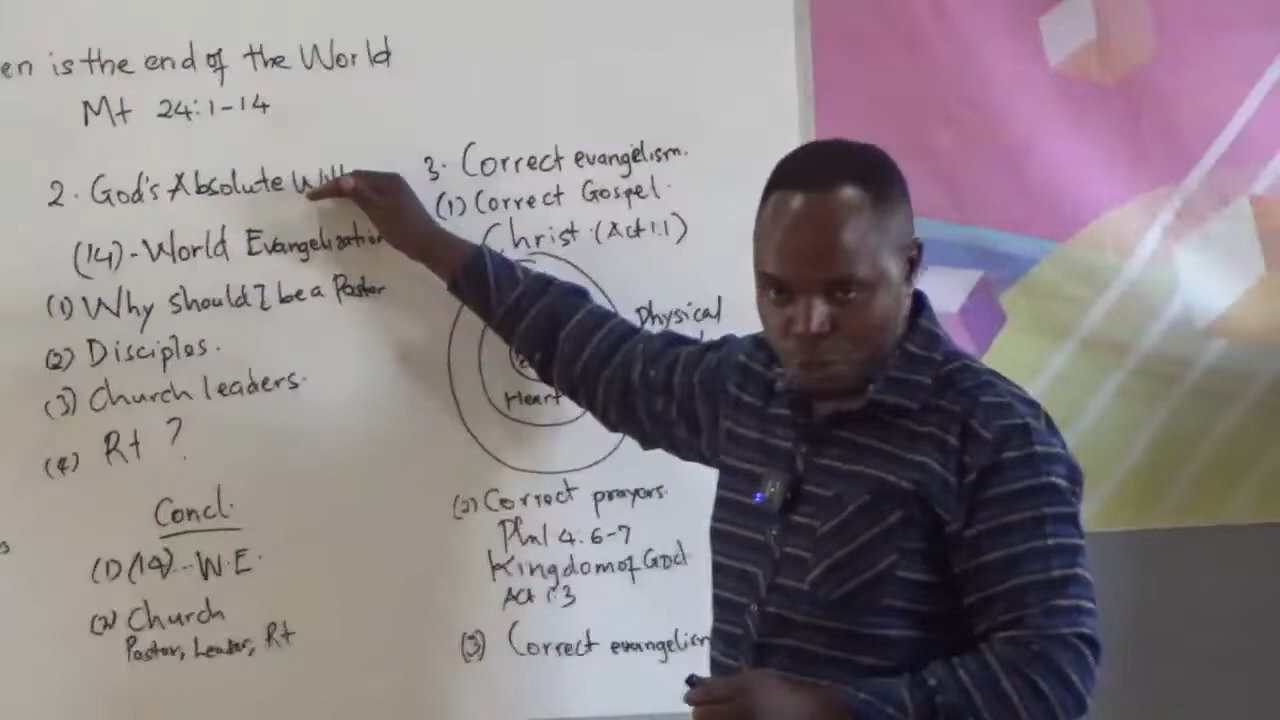 en is the end of the World
Mt 24:1-14
2. God's Absolute Will
(14)-World Evangelization
(1) Why should I be a Pastor
(2) Disciples.
(3) Church leaders.
(4) Rt ?
Concl.
(1) (14)-W.E.
(2) Church
Pastor, Leader, Rt
3. Correct evangelism.
(1) Correct Gospel.
Christ. (Act 1:1)
Physical
Heart
(2) Correct prayers.
Phil 4:6-7
Kingdom of God
Act 1:3
(3) Correct evangelism